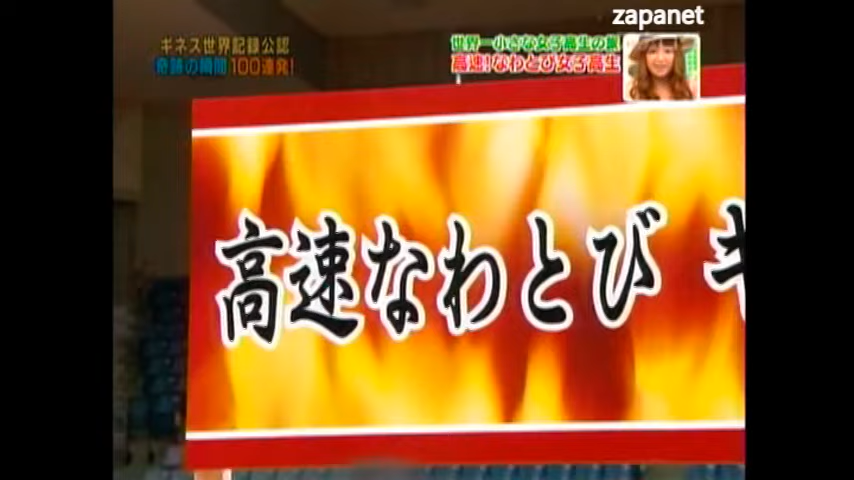 zapanet
ギネス世界記録公認
奇跡の瞬間100連発!
世界一小さな女子高生の旅
高速!なわとび女子高生
高速なわとび ギ